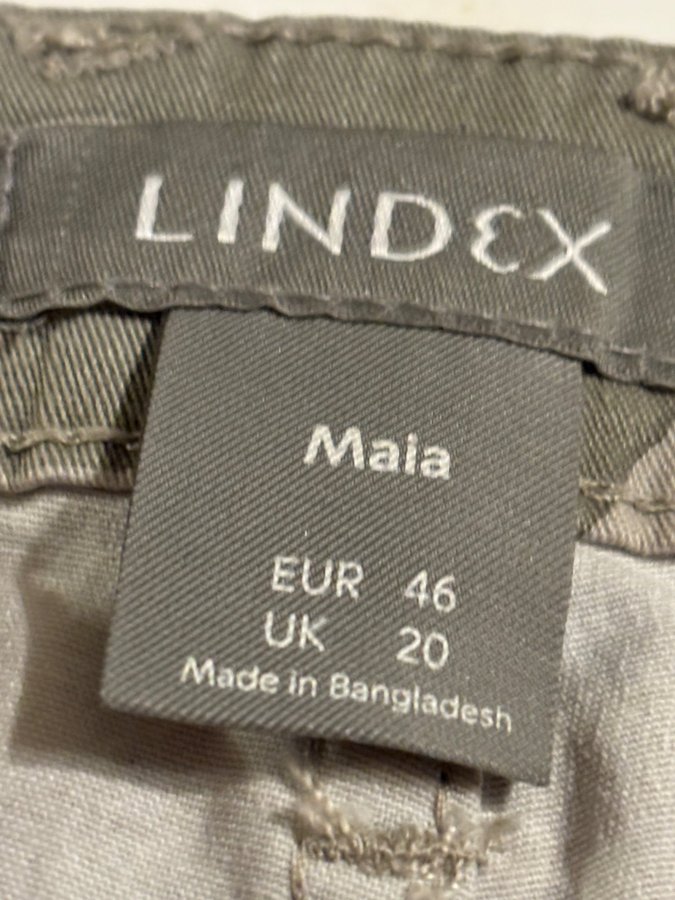 LINDEX
Maia
EUR 46
UK 20
Made in Bangladesh